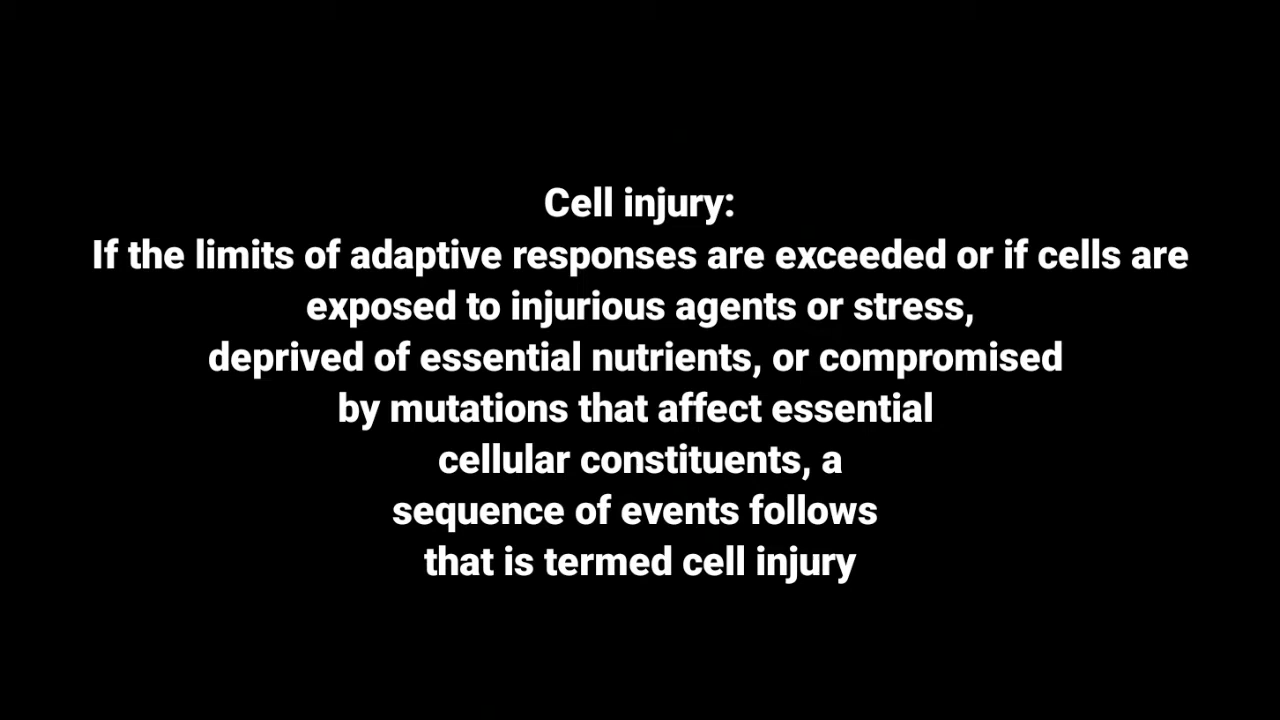 Cell injury:
If the limits of adaptive responses are exceeded or if cells are
exposed to injurious agents or stress,
deprived of essential nutrients, or compromised
by mutations that affect essential
cellular constituents, a
sequence of events follows
that is termed cell injury